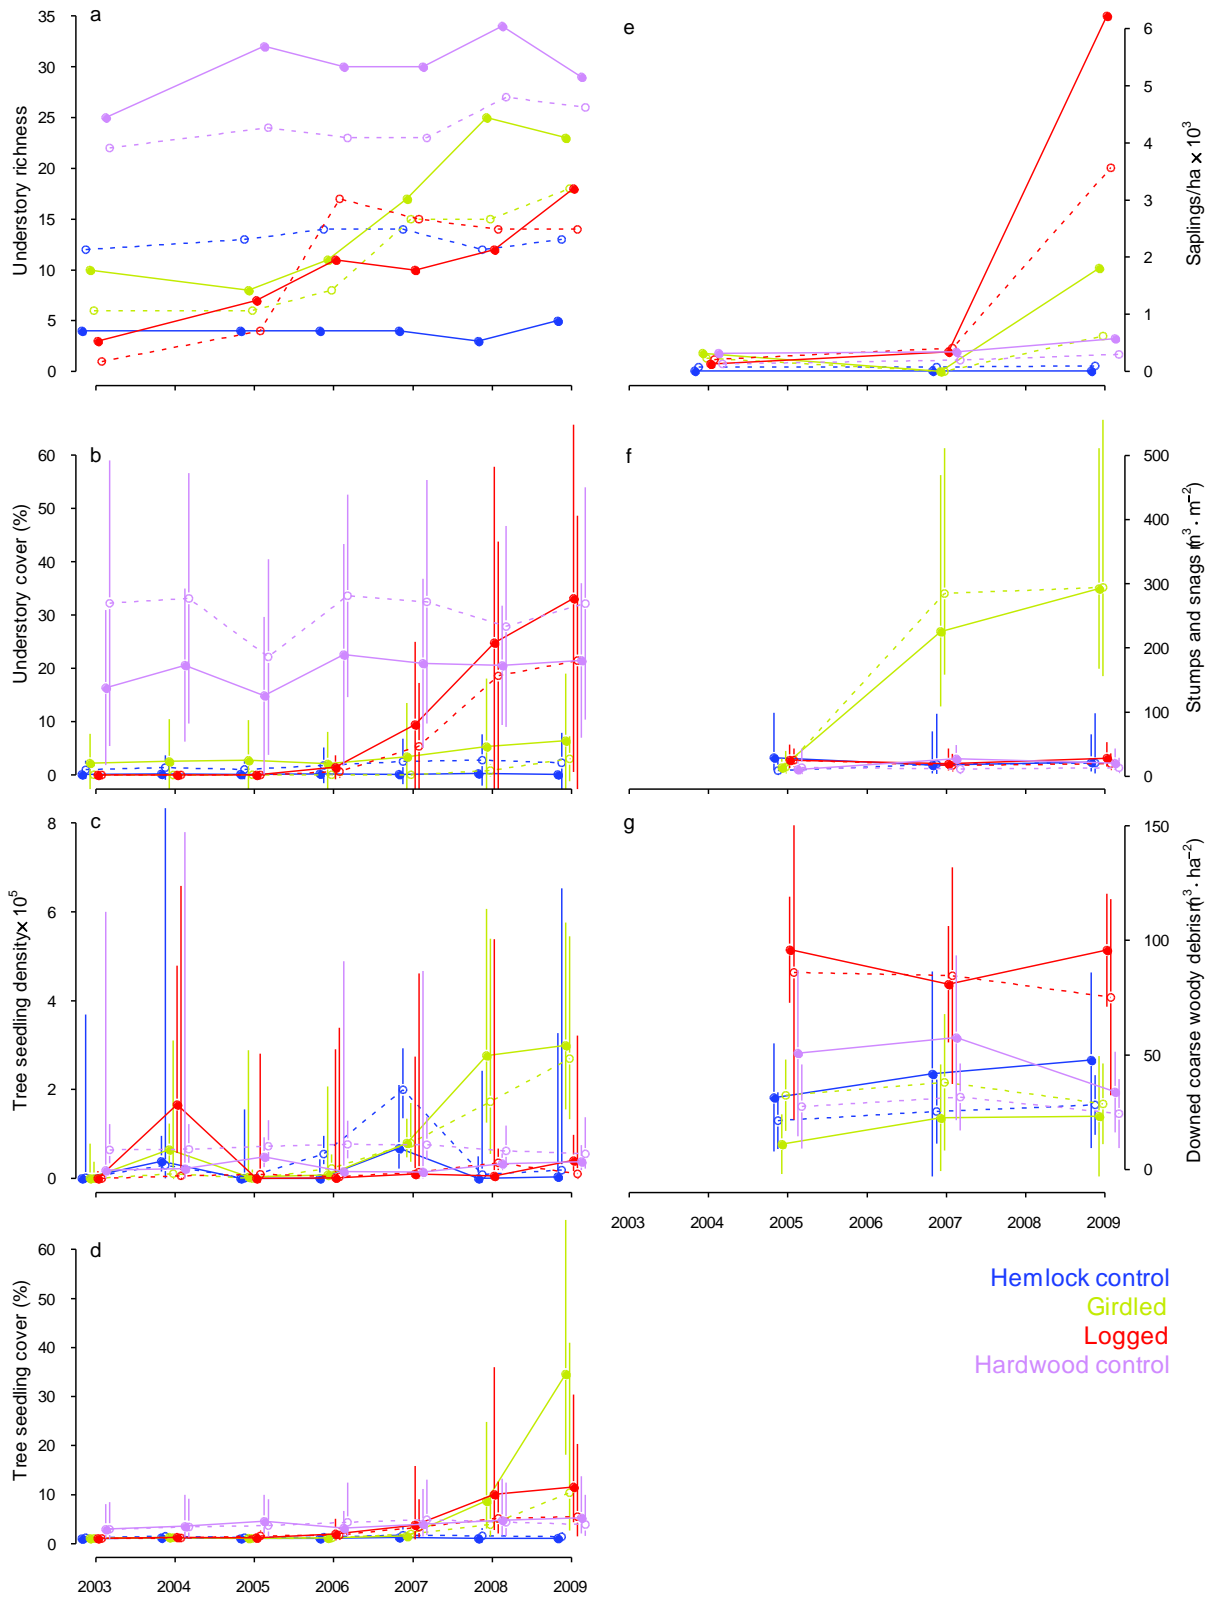 a
35
30
25
20
15
10
5
0
Understory richness
e
6
5
4
3
2
1
0
Saplings/ha × 10³
b
60
50
40
30
20
10
0
Understory cover (%)
f
500
400
300
200
100
0
Stumps and snags (m³ · m⁻²)
c
8
6
4
2
0
Tree seedling density × 10⁵
g
150
100
50
0
Downed coarse woody debris (m³ · ha⁻²)
2003 2004 2005 2006 2007 2008 2009
d
60
50
40
30
20
10
0
Tree seedling cover (%)
2003 2004 2005 2006 2007 2008 2009
Hemlock control
Girdled
Logged
Hardwood control